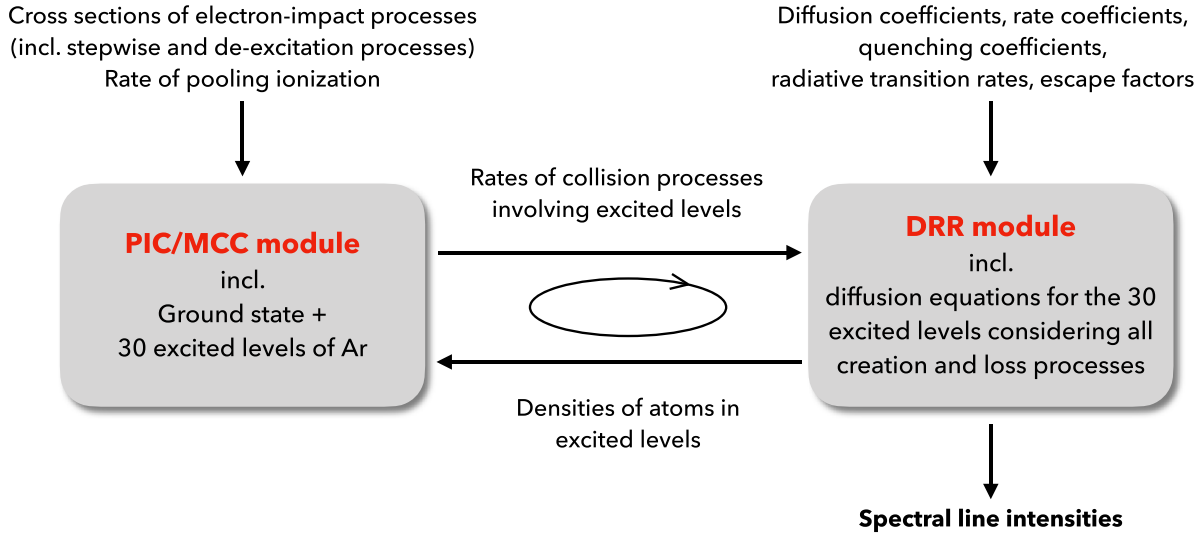 Cross sections of electron-impact processes
(incl. stepwise and de-excitation processes)
Rate of pooling ionization
Diffusion coefficients, rate coefficients,
quenching coefficients,
radiative transition rates, escape factors
PIC/MCC module
incl.
Ground state +
30 excited levels of Ar
Rates of collision processes
involving excited levels
Densities of atoms in
excited levels
DRR module
incl.
diffusion equations for the 30
excited levels considering all
creation and loss processes
Spectral line intensities